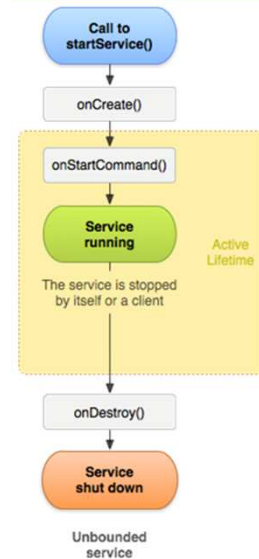 Call to
startService()
onCreate()
onStartCommand()
Service
running
Active
Lifetime
The service is stopped
by itself or a client
onDestroy()
Service
shut down
Unbounded
service